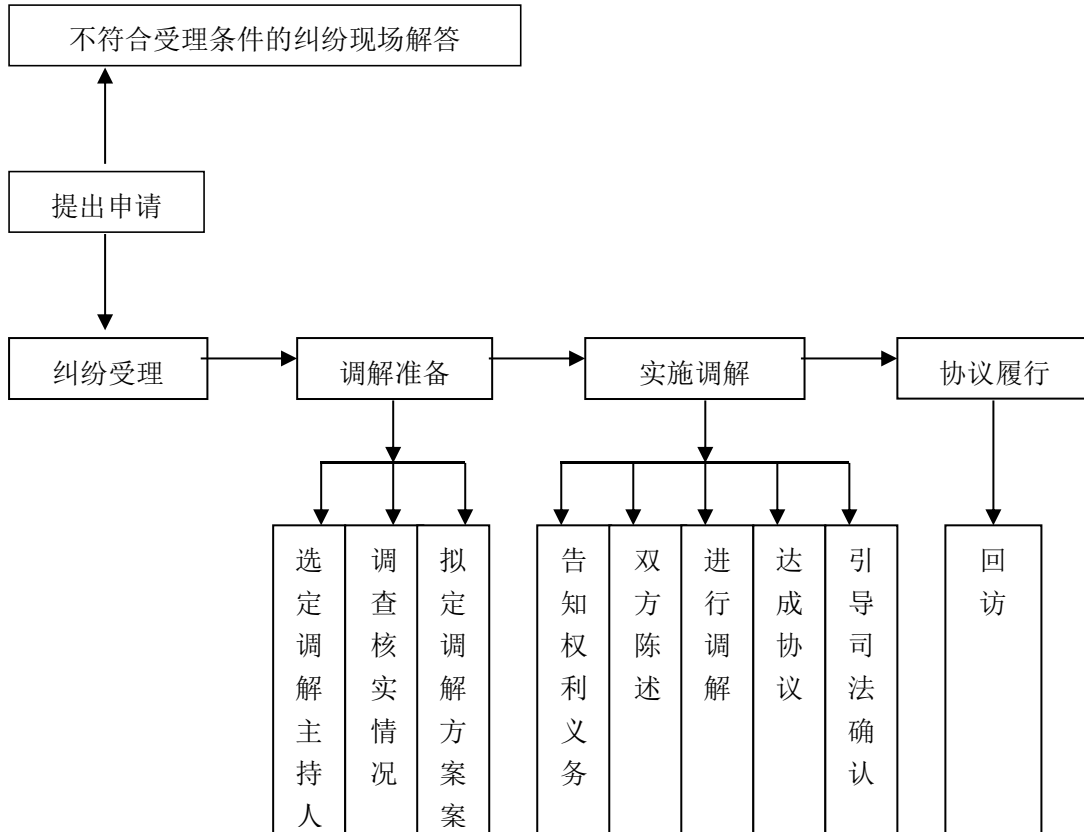 不符合受理条件的纠纷现场解答
提出申请
纠纷受理
调解准备
实施调解
协议履行
选定调解主持人
调查核实情况
拟定调解方案案
告知权利义务
双方陈述
进行调解
达成协议
引导司法确认
回访